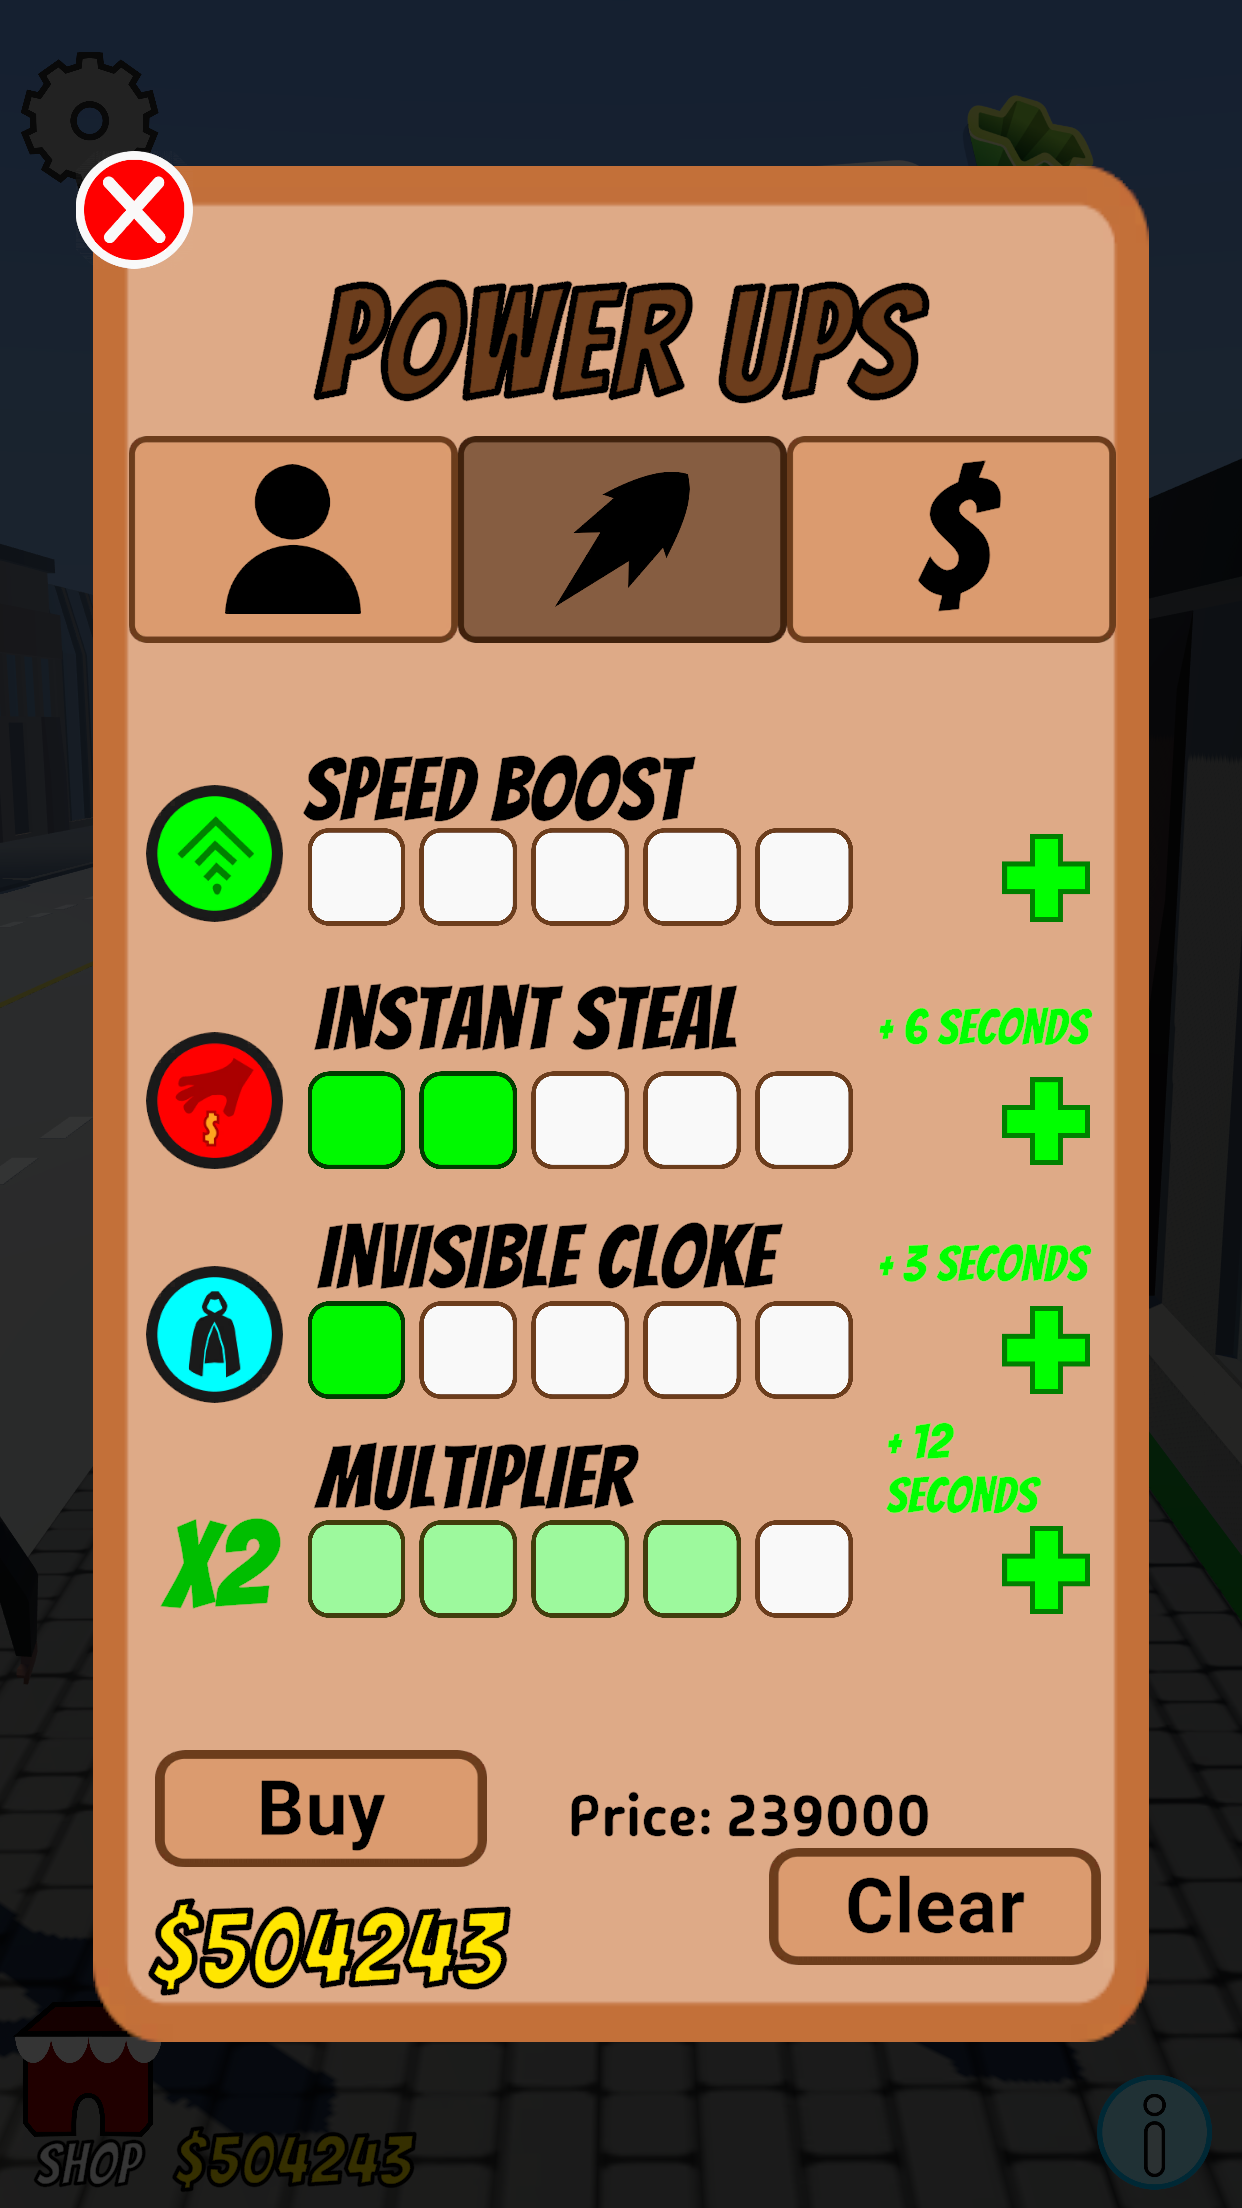 POWER UPS
$
SPEED BOOST
INSTANT STEAL
+ 6 SECONDS
$
INVISIBLE CLOKE
+ 3 SECONDS
MULTIPLIER
+ 12
SECONDS
X2
Buy
Price: 239000
Clear
$504243
SHOP
$504243
i